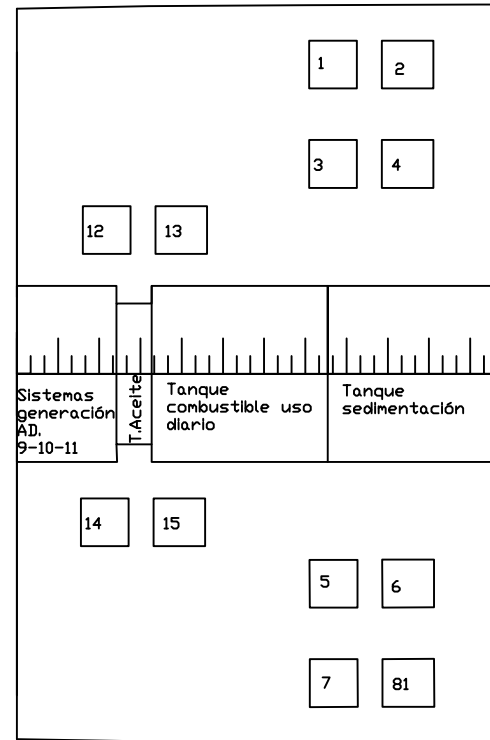 1
2
3
4
12
13
Sistemas
generación
AD.
9-10-11
T.Aceite
Tanque
combustible uso
diario
Tanque
sedimentación
14
15
5
6
7
81